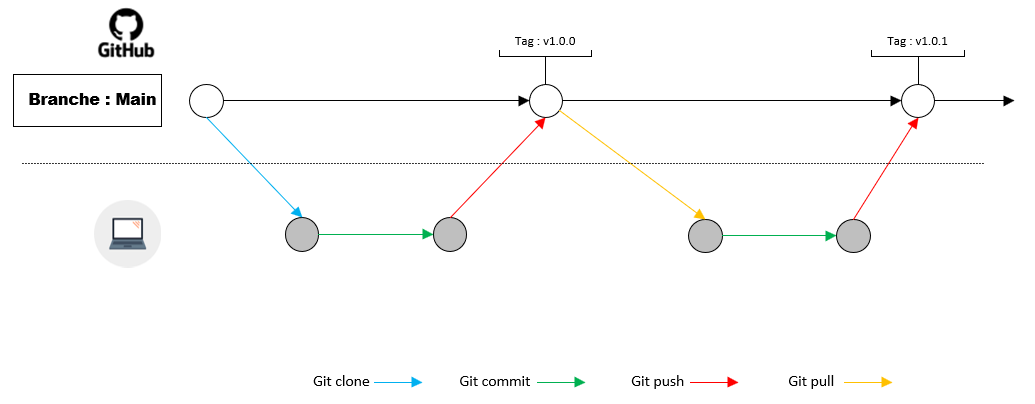 GitHub
Tag : v1.0.0
Tag : v1.0.1
Branche : Main
Git clone
Git commit
Git push
Git pull